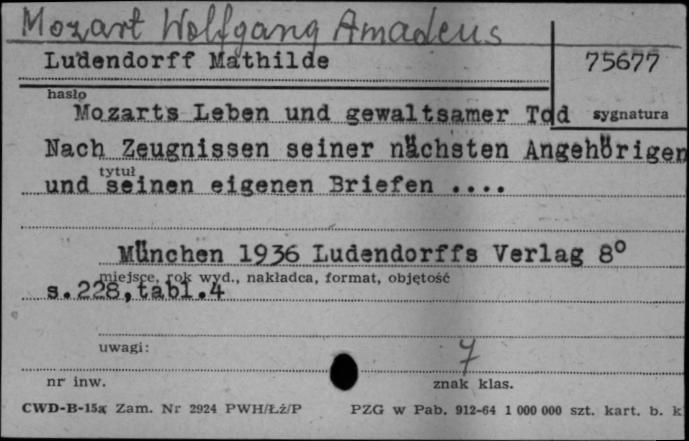 Mozart Wolfgang Amadeus
Ludendorff Mathilde
75677
hasło
sygnatura
Mozarts Leben und gewaltsamer Tod
Nach Zeugnissen seiner nächsten Angehörigen
tytuł
und seinen eigenen Briefen ....
München 1936 Ludendorffs Verlag 8º
miejsce, rok wyd., nakładca, format, objętość
s.228,tabl.4
uwagi:
7
nr inw.
znak klas.
CWD-B-15a Zam. Nr 2924 PWH/Łź/P
PZG w Pab. 912-64 1 000 000 szt. kart. b. k